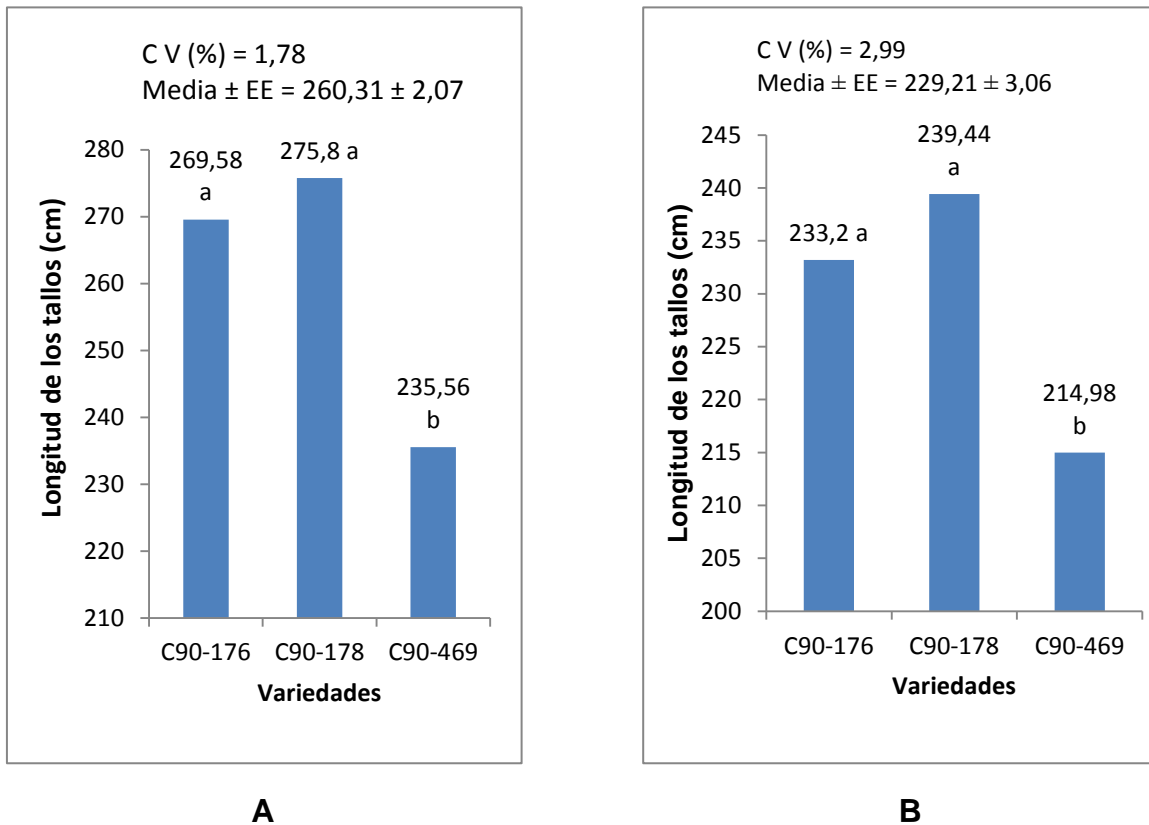 C V (%) = 1,78
Media ± EE = 260,31 ± 2,07
Longitud de los tallos (cm)
280
270
260
250
240
230
220
210
269,58
a
275,8 a
235,56
b
C90-176 C90-178 C90-469
Variedades
A
C V (%) = 2,99
Media ± EE = 229,21 ± 3,06
Longitud de los tallos (cm)
245
240
235
230
225
220
215
210
205
200
233,2 a
239,44
a
214,98
b
C90-176 C90-178 C90-469
Variedades
B